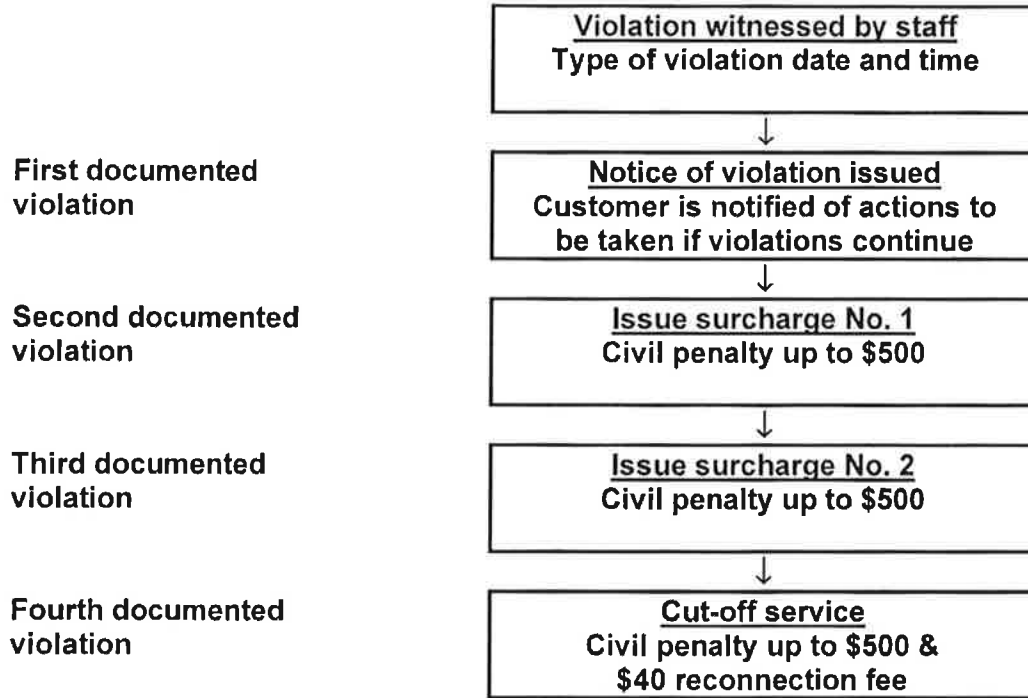 Violation witnessed by staff
Type of violation date and time
↓
First documented
violation
Notice of violation issued
Customer is notified of actions to
be taken if violations continue
↓
Second documented
violation
Issue surcharge No. 1
Civil penalty up to $500
↓
Third documented
violation
Issue surcharge No. 2
Civil penalty up to $500
↓
Fourth documented
violation
Cut-off service
Civil penalty up to $500 &
$40 reconnection fee